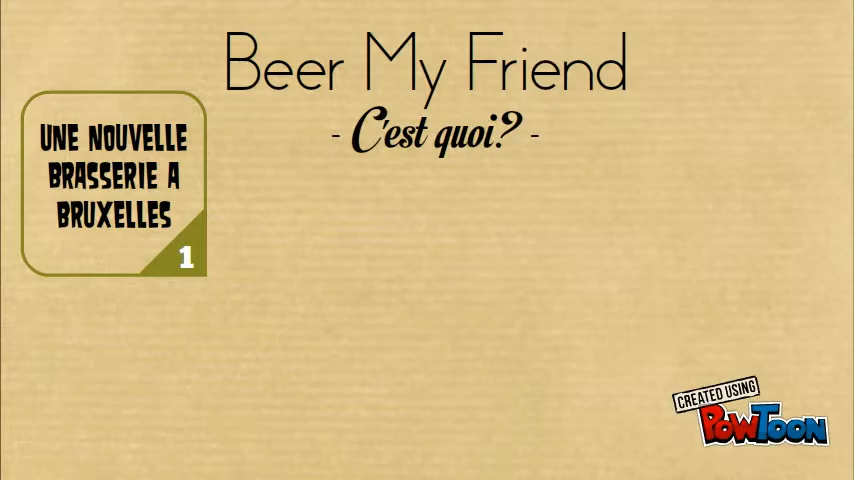 Beer My Friend
- C'est quoi? -
UNE NOUVELLE
BRASSERIE A
BRUXELLES
1
CREATED USING
POWTOON